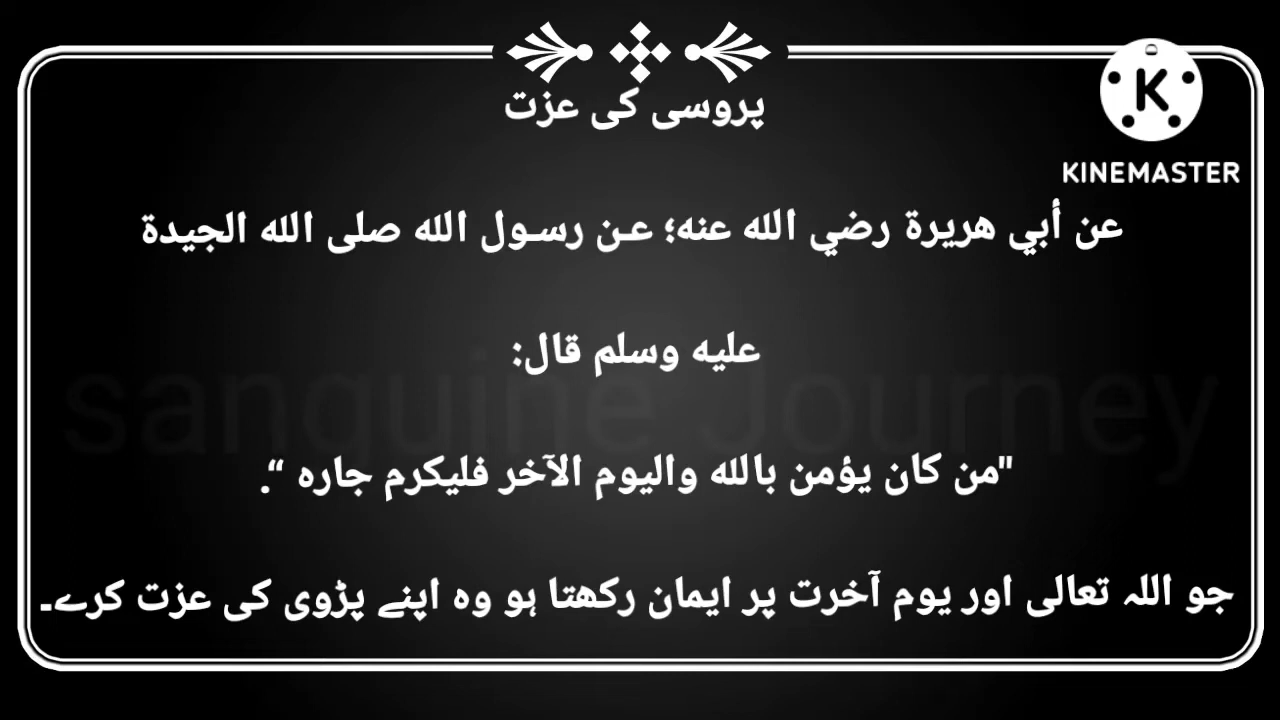 پروسی کی عزت
K
KINEMASTER
عن أبي هريرة رضي الله عنه؛ عـن رسـول الله صلى الله الجيدة
عليه وسلم قال:
sanguine Journey
"من كان يؤمن بالله واليوم الآخر فليكرم جاره “.
جو اللہ تعالی اور یوم آخرت پر ایمان رکھتا ہو وہ اپنے پڑوی کی عزت کرے۔